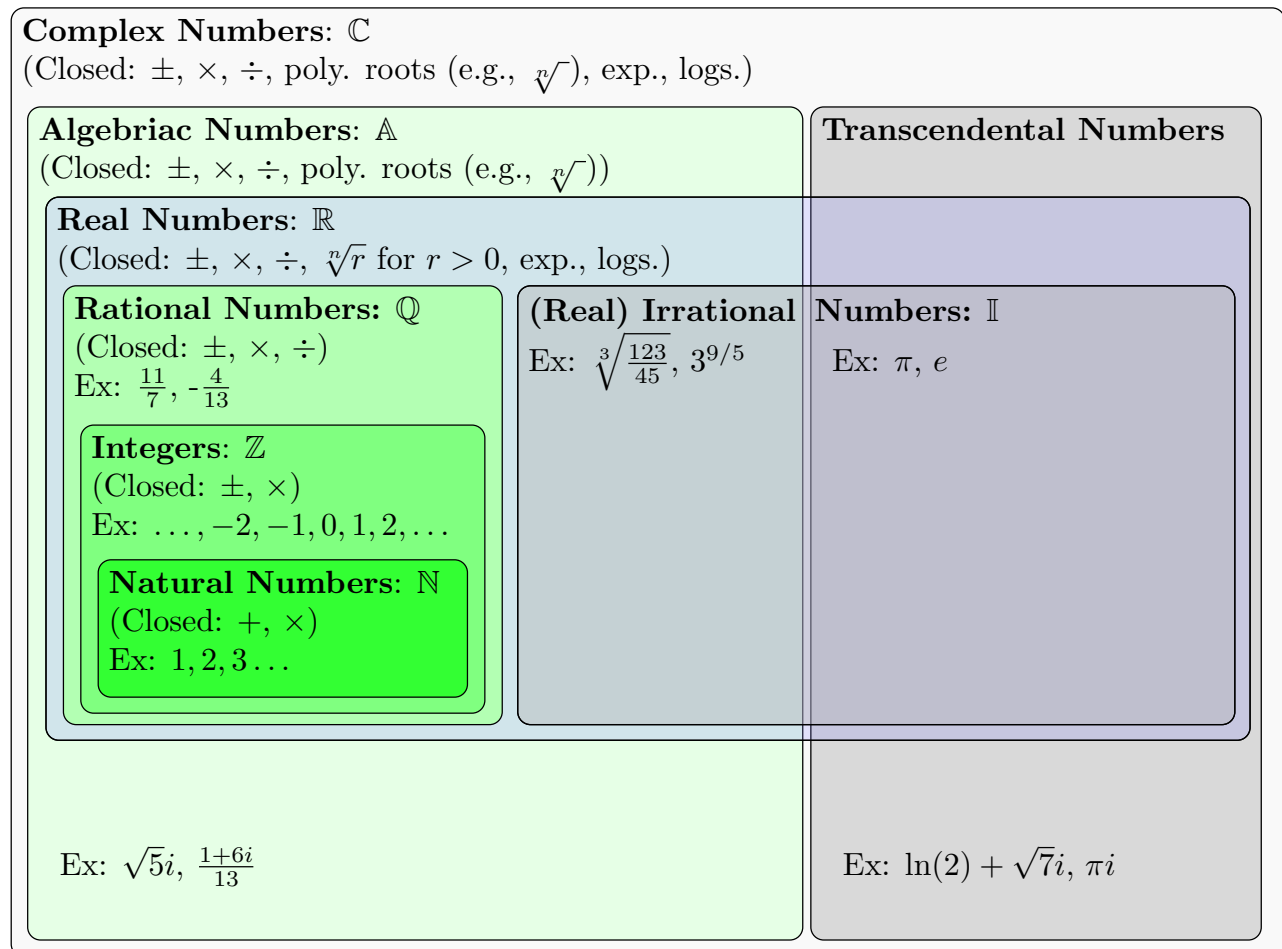 Complex Numbers: ℂ
(Closed: ±, ×, ÷, poly. roots (e.g., ⁿ√ ), exp., logs.)
Algebriac Numbers: 𝔸
(Closed: ±, ×, ÷, poly. roots (e.g., ⁿ√ ))
Transcendental Numbers
Real Numbers: ℝ
(Closed: ±, ×, ÷, ⁿ√r for r > 0, exp., logs.)
Rational Numbers: ℚ
(Closed: ±, ×, ÷)
Ex: 11/7, -4/13
(Real) Irrational Numbers: 𝕀
Ex: ³√(123/45), 3^{9/5}
Ex: π, e
Integers: ℤ
(Closed: ±, ×)
Ex: …, −2, −1, 0, 1, 2, …
Natural Numbers: ℕ
(Closed: +, ×)
Ex: 1, 2, 3 …
Ex: √5i, (1+6i)/13
Ex: ln(2) + √7i, πi